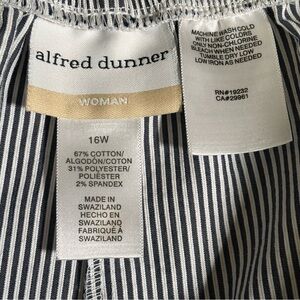 alfred dunner
WOMAN
16W
67% COTTON/
ALGODÓN/COTON
31% POLYESTER/
POLIÉSTER
2% SPANDEX
MADE IN
SWAZILAND
HECHO EN
SWAZILAND
FABRIQUÉ À
SWAZILAND
MACHINE WASH COLD
WITH LIKE COLORS
ONLY NON-CHLORINE
BLEACH WHEN NEEDED
TUMBLE DRY LOW
LOW IRON AS NEEDED
RN#19232
CA#29961